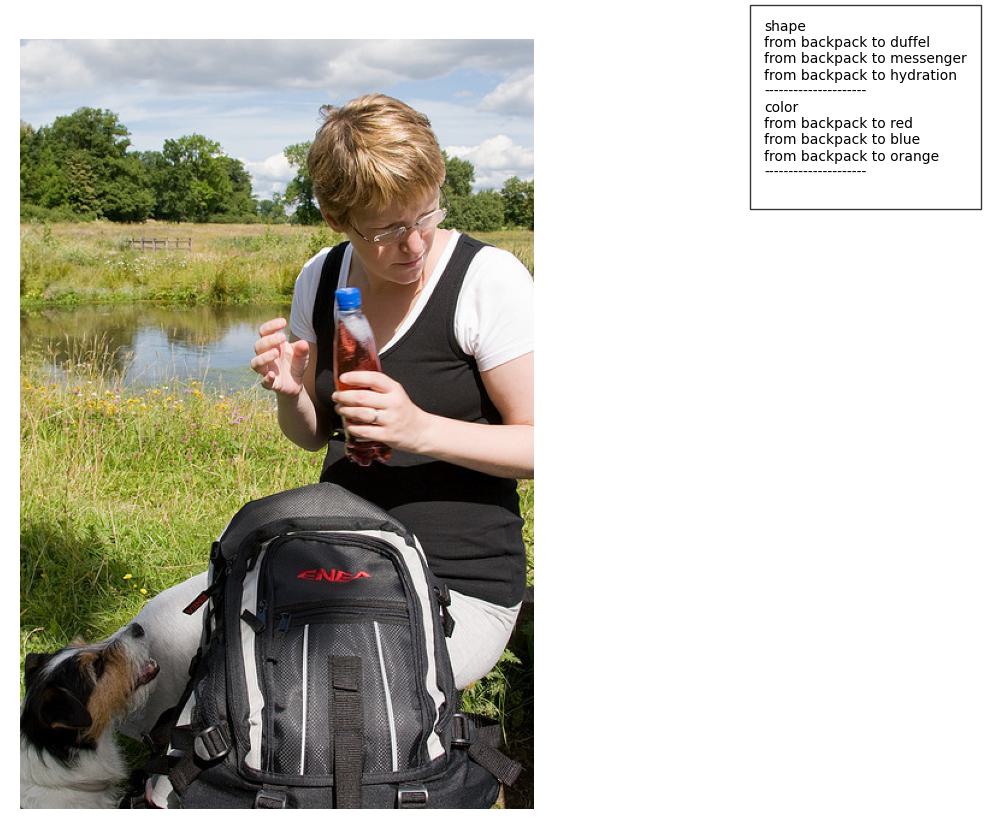 shape
from backpack to duffel
from backpack to messenger
from backpack to hydration
---------------------
color
from backpack to red
from backpack to blue
from backpack to orange
---------------------
ENEA